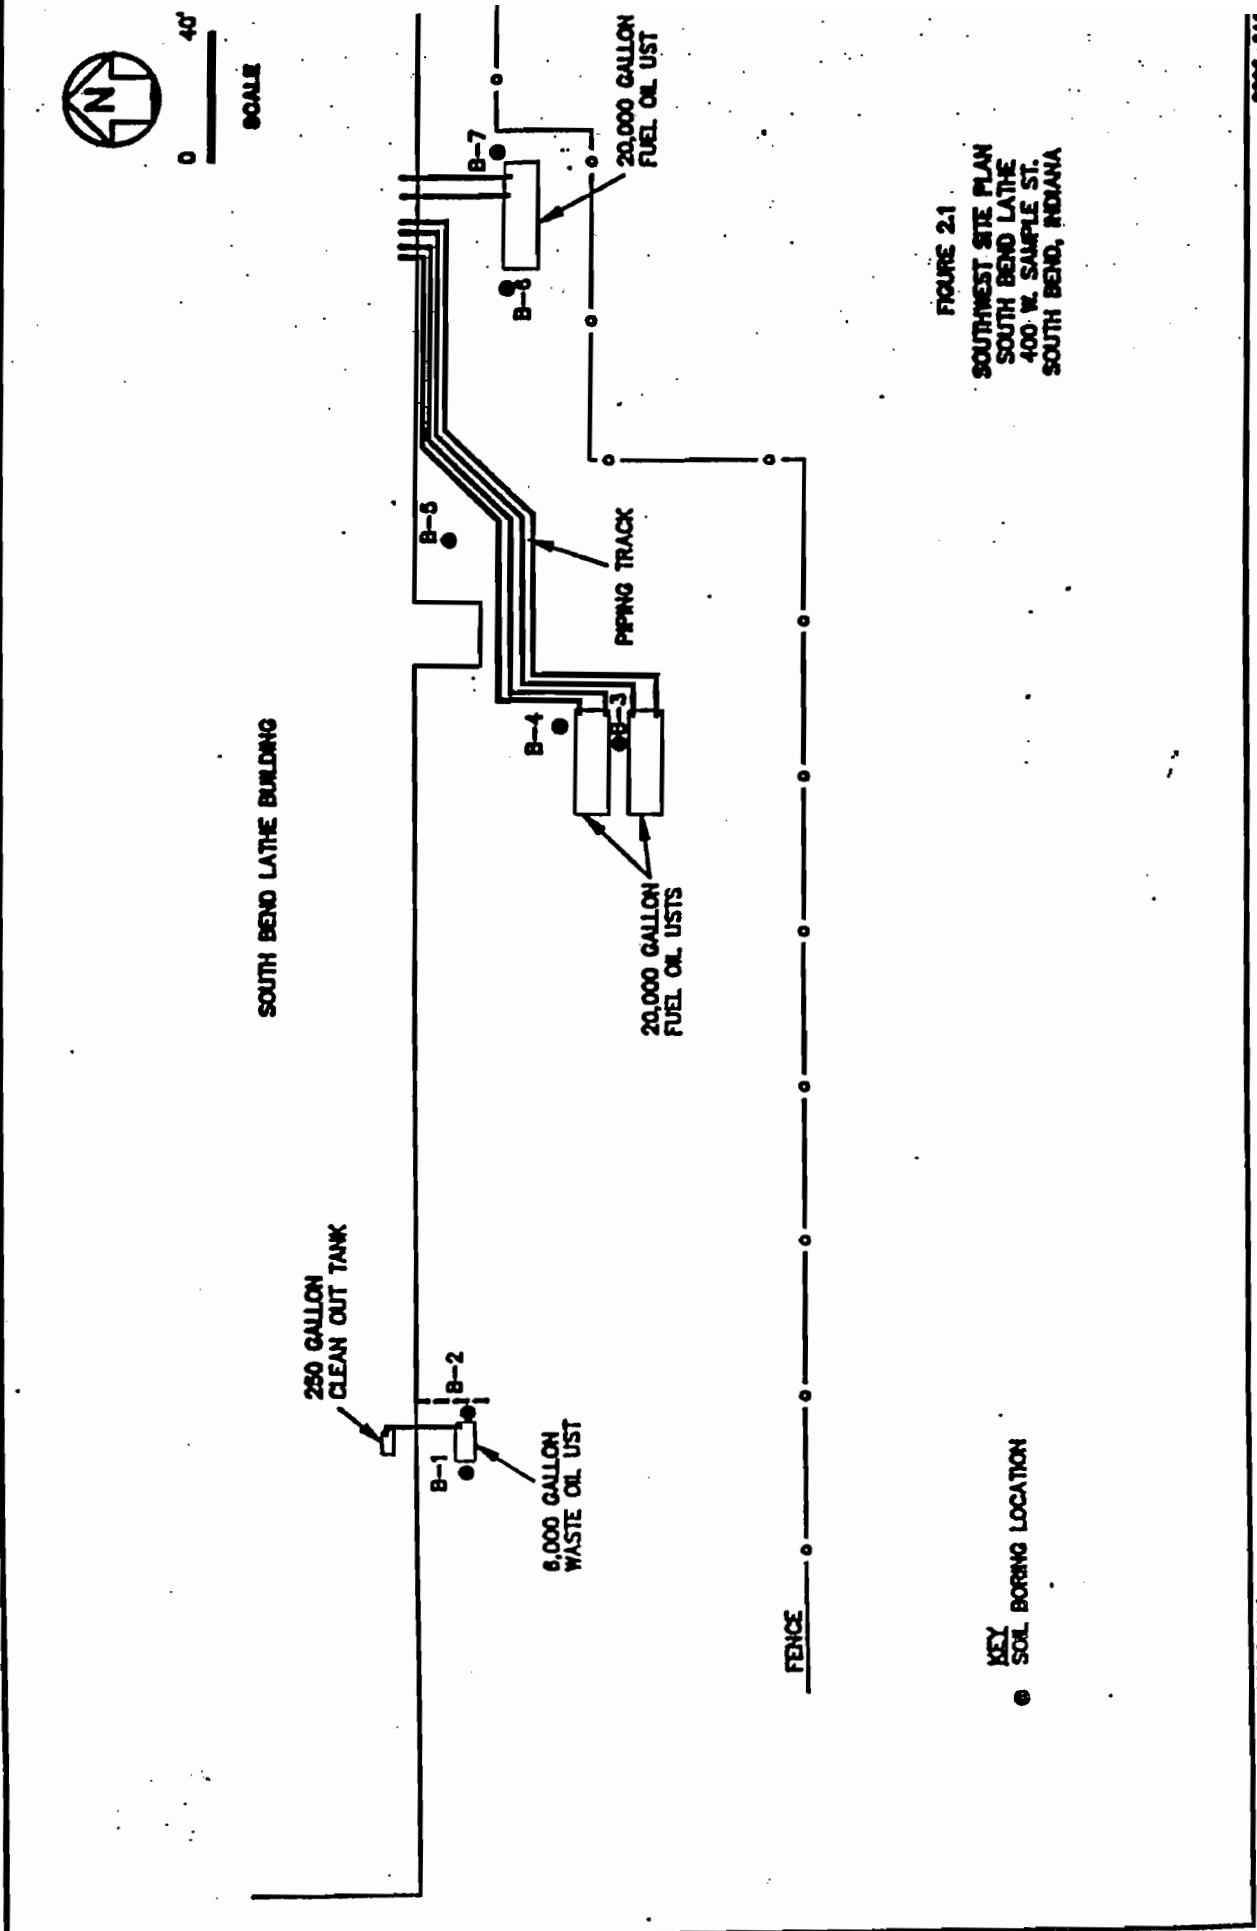 N
0 40'
SCALE
SOUTH BEND LATHE BUILDING
250 GALLON
CLEAN OUT TANK
B-1
B-2
6,000 GALLON
WASTE OIL UST
B-4
B-3
B-5
B-6
B-7
20,000 GALLON
FUEL OIL USTS
PIPING TRACK
20,000 GALLON
FUEL OIL UST
FENCE
KEY
SOIL BORING LOCATION
FIGURE 2.1
SOUTHWEST SITE PLAN
SOUTH BEND LATHE
400 W. SAMPLE ST.
SOUTH BEND, INDIANA